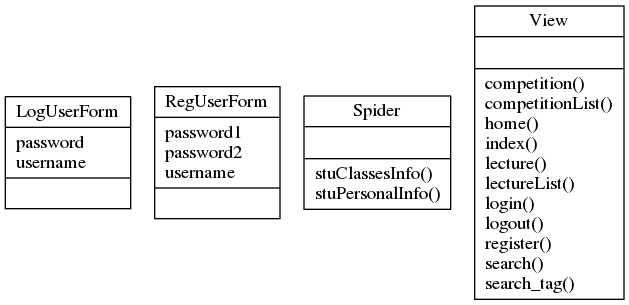 LogUserForm
password
username
RegUserForm
password1
password2
username
Spider
stuClassesInfo()
stuPersonalInfo()
View
competition()
competitionList()
home()
index()
lecture()
lectureList()
login()
logout()
register()
search()
search_tag()